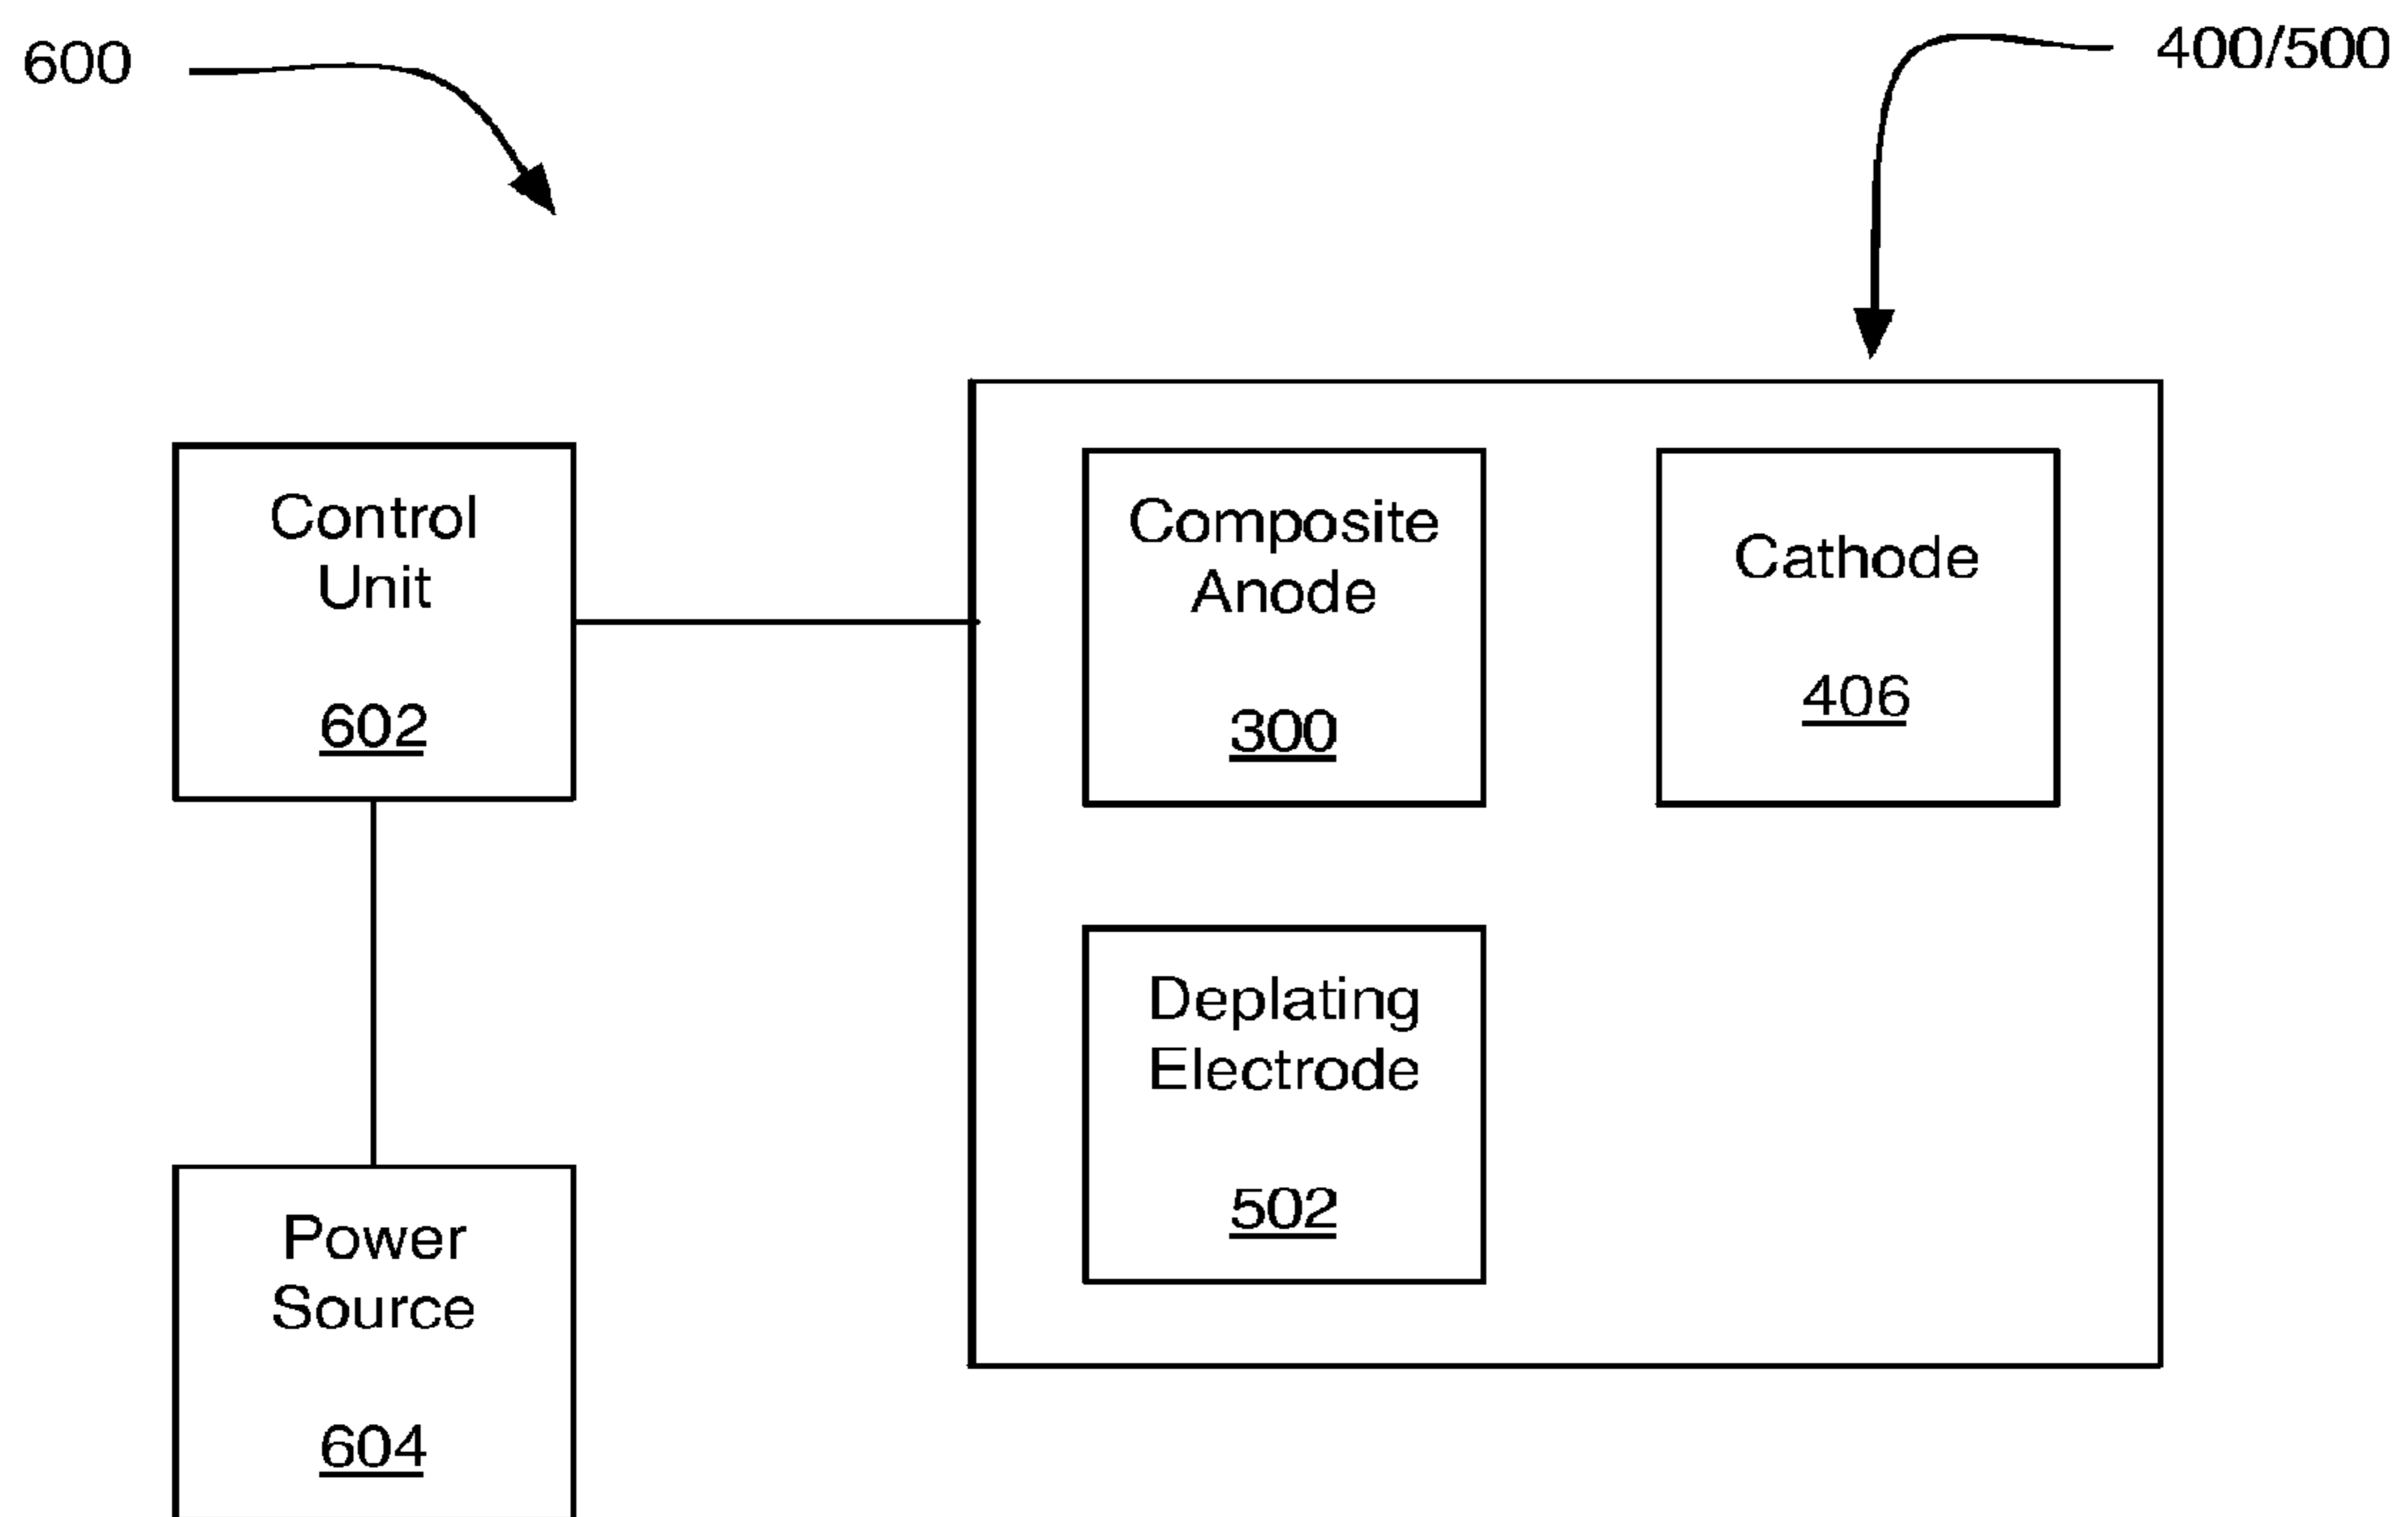 600
400/500
Control
Unit
602
Composite
Anode
300
Cathode
406
Deplating
Electrode
502
Power
Source
604